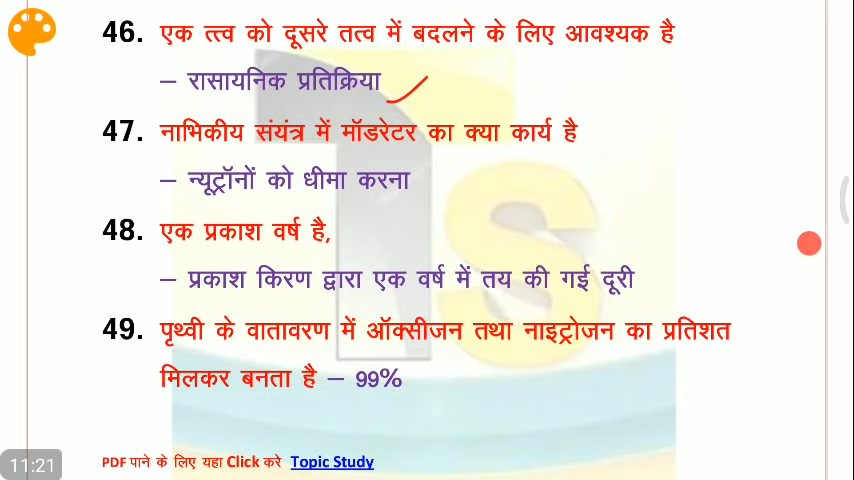 46. एक त्त्व को दूसरे तत्व में बदलने के लिए आवश्यक है
– रासायनिक प्रतिक्रिया
47. नाभिकीय संयंत्र में मॉडरेटर का क्या कार्य है
– न्यूट्रॉनों को धीमा करना
48. एक प्रकाश वर्ष है,
– प्रकाश किरण द्वारा एक वर्ष में तय की गई दूरी
49. पृथ्वी के वातावरण में ऑक्सीजन तथा नाइट्रोजन का प्रतिशत
मिलकर बनता है – 99%
PDF पाने के लिए यहा Click करे Topic Study
11:21